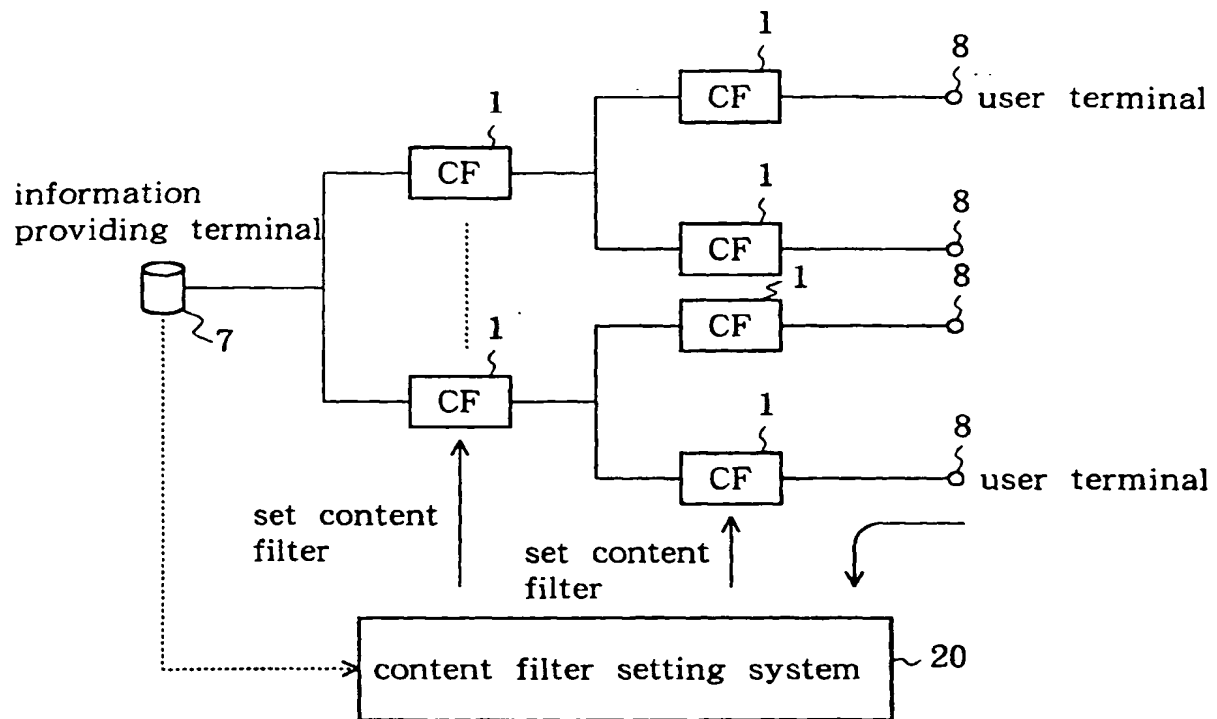 1
CF
8
user terminal
1
CF
1
CF
8
information
providing terminal
7
1
CF
8
1
CF
1
CF
8
user terminal
set content
filter
set content
filter
content filter setting system
20